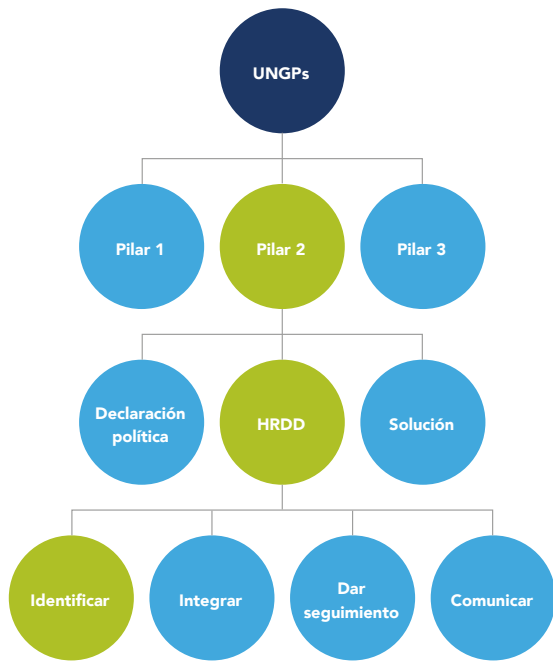 UNGPs
Pilar 1
Pilar 2
Pilar 3
Declaración
política
HRDD
Solución
Identificar
Integrar
Dar
seguimiento
Comunicar